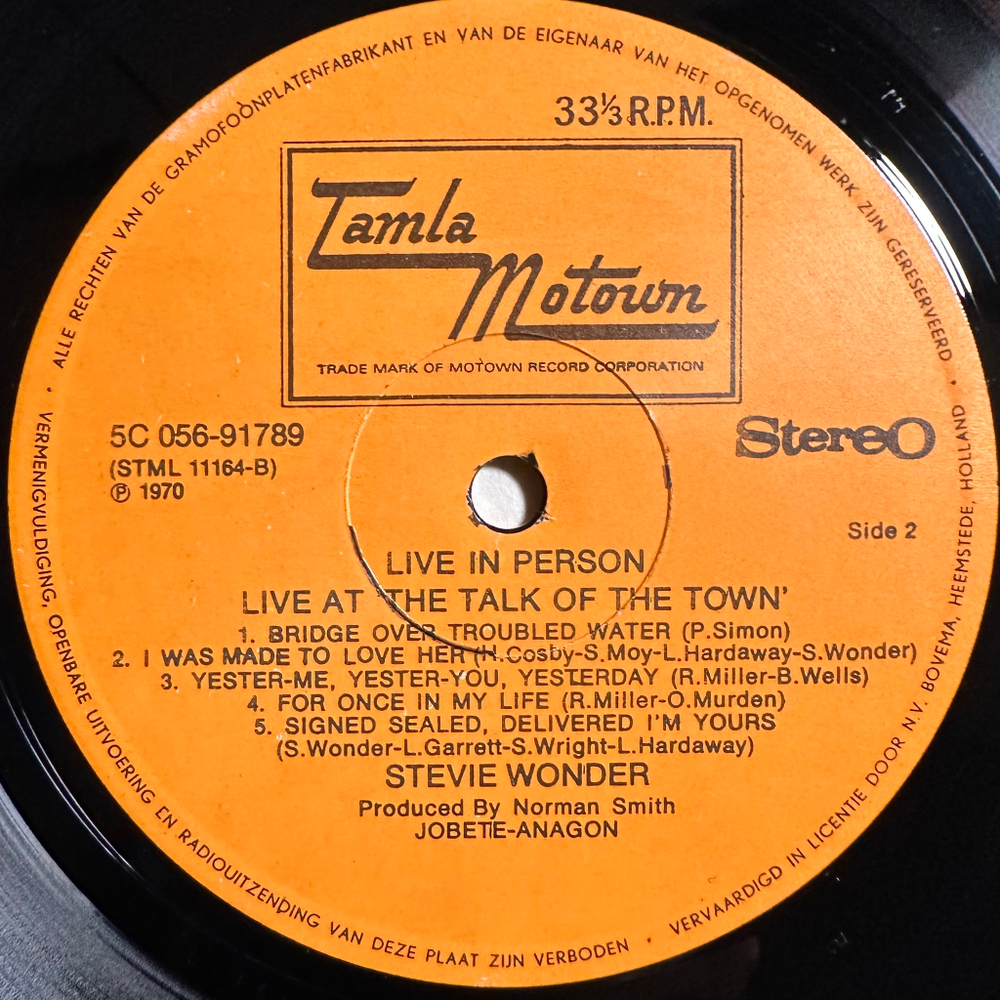 ALLE RECHTEN VAN DE GRAMOFOONPLATENFABRIKANT EN VAN DE EIGENAAR VAN HET OPGENOMEN WERK ZIJN GERESERVEERD •
33⅓ R.P.M.
Tamla
Motown
TRADE MARK OF MOTOWN RECORD CORPORATION
5C 056-91789
(STML 11164-B)
℗ 1970
Stereo
Side 2
LIVE IN PERSON
LIVE AT 'THE TALK OF THE TOWN'
1. BRIDGE OVER TROUBLED WATER (P.Simon)
2. I WAS MADE TO LOVE HER (H.Cosby-S.Moy-L.Hardaway-S.Wonder)
3. YESTER-ME, YESTER-YOU, YESTERDAY (R.Miller-B.Wells)
4. FOR ONCE IN MY LIFE (R.Miller-O.Murden)
5. SIGNED SEALED, DELIVERED I'M YOURS
(S.Wonder-L.Garrett-S.Wright-L.Hardaway)
STEVIE WONDER
Produced By Norman Smith
JOBETE-ANAGON
• VERMENIGVULDIGING, OPENBARE UITVOERING EN RADIOUITZENDING VAN DEZE PLAAT ZIJN VERBODEN •
VERVAARDIGD IN LICENTIE DOOR N.V. BOVEMA, HEEMSTEDE, HOLLAND